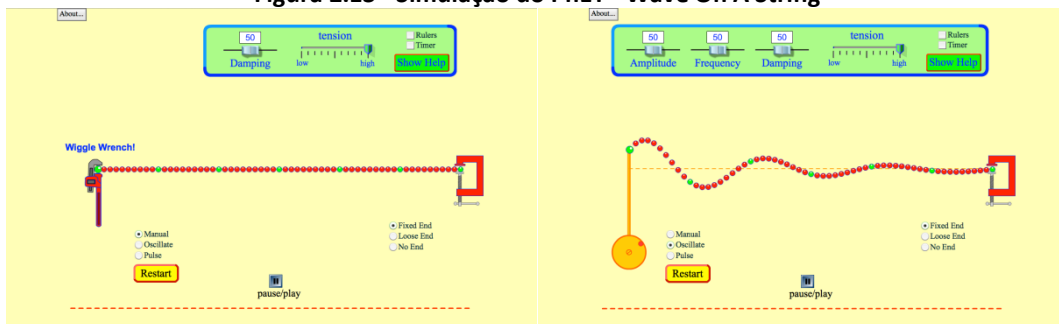 Figura 2.13 - Simulação do PhET - Wave On A String
About...
50
Damping
tension
low high
Rulers
Timer
Show Help
Wiggle Wrench!
Manual
Oscillate
Pulse
Restart
Fixed End
Loose End
No End
pause/play
About...
50 50 50
Amplitude Frequency Damping
tension
low high
Rulers
Timer
Show Help
Manual
Oscillate
Pulse
Restart
Fixed End
Loose End
No End
pause/play